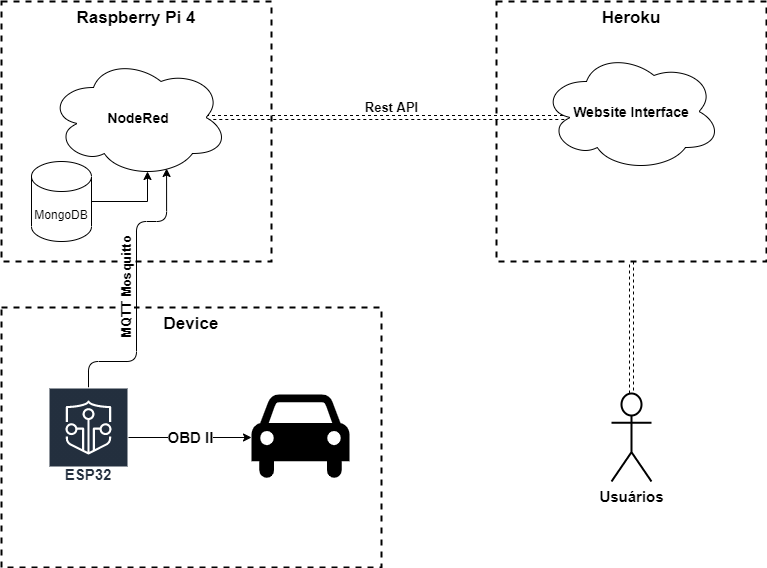 Raspberry Pi 4
Heroku
NodeRed
Rest API
Website Interface
MongoDB
MQTT Mosquitto
Device
OBD II
ESP32
Usuários